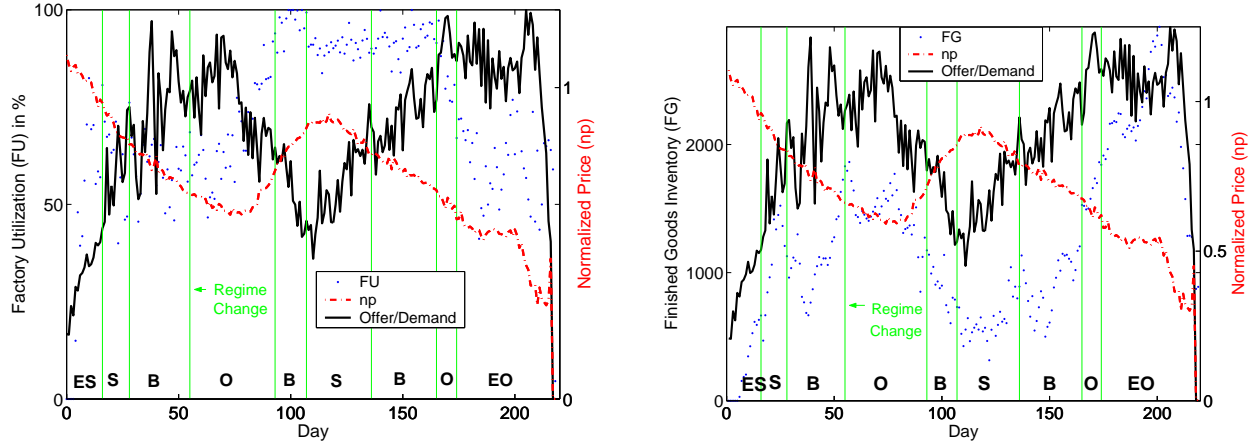 Factory Utilization (FU) in %
100
50
0
0
50
100
150
200
Day
1
0
Normalized Price (np)
FU
np
Offer/Demand
Regime
Change
ES S B O B S B O EO
Finished Goods Inventory (FG)
2000
1000
0
0
50
100
150
200
Day
1
0.5
0
Normalized Price (np)
FG
np
Offer/Demand
Regime
Change
ES S B O B S B O EO